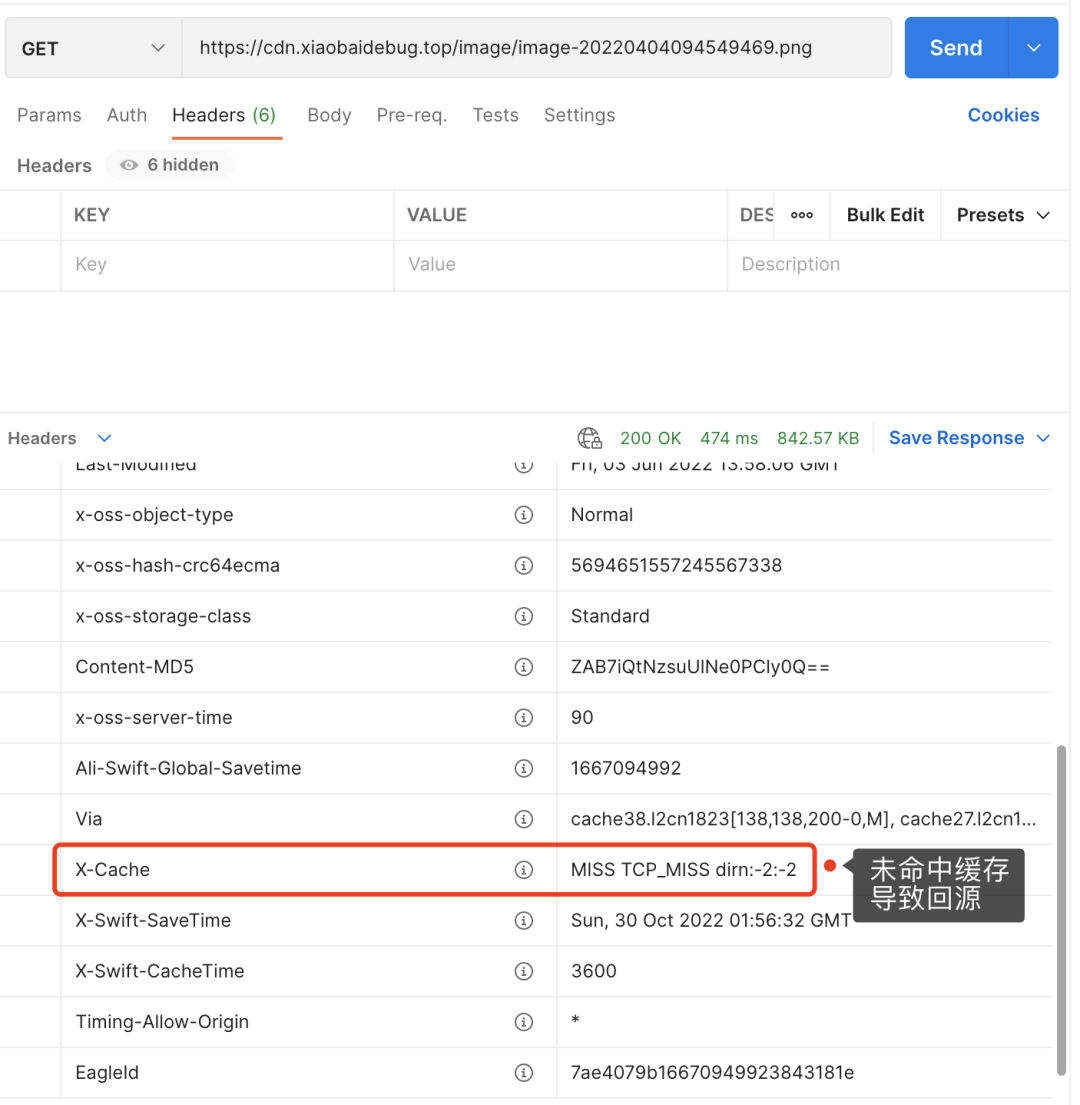 GET https://cdn.xiaobaidebug.top/image/image-20220404094549469.png Send
Params Auth Headers (6) Body Pre-req. Tests Settings Cookies
Headers 6 hidden
KEY VALUE DES ooo Bulk Edit Presets
Key Value Description
Headers 200 OK 474 ms 842.57 KB Save Response
Last-Modified Fri, 03 Jun 2022 13:58:06 GMT
x-oss-object-type Normal
x-oss-hash-crc64ecma 5694651557245567338
x-oss-storage-class Standard
Content-MD5 ZAB7iQtNzsuUlNe0PCly0Q==
x-oss-server-time 90
Ali-Swift-Global-Savetime 1667094992
Via cache38.l2cn1823[138,138,200-0,M], cache27.l2cn1...
X-Cache MISS TCP_MISS dirn:-2:-2
未命中缓存
导致回源
X-Swift-SaveTime Sun, 30 Oct 2022 01:56:32 GMT
X-Swift-CacheTime 3600
Timing-Allow-Origin *
EagleId 7ae4079b16670949923843181e